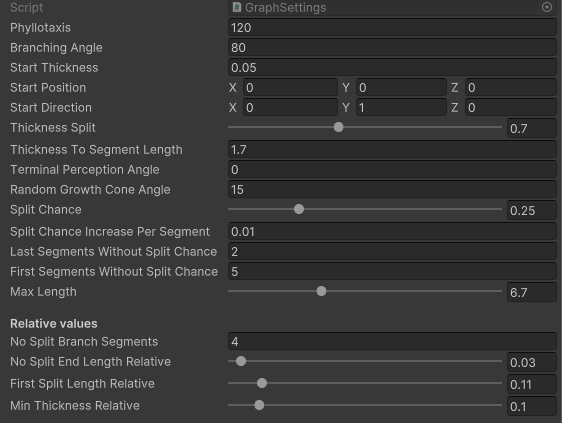 Script GraphSettings
Phyllotaxis 120
Branching Angle 80
Start Thickness 0.05
Start Position X 0 Y 0 Z 0
Start Direction X 0 Y 1 Z 0
Thickness Split 0.7
Thickness To Segment Length 1.7
Terminal Perception Angle 0
Random Growth Cone Angle 15
Split Chance 0.25
Split Chance Increase Per Segment 0.01
Last Segments Without Split Chance 2
First Segments Without Split Chance 5
Max Length 6.7
Relative values
No Split Branch Segments 4
No Split End Length Relative 0.03
First Split Length Relative 0.11
Min Thickness Relative 0.1